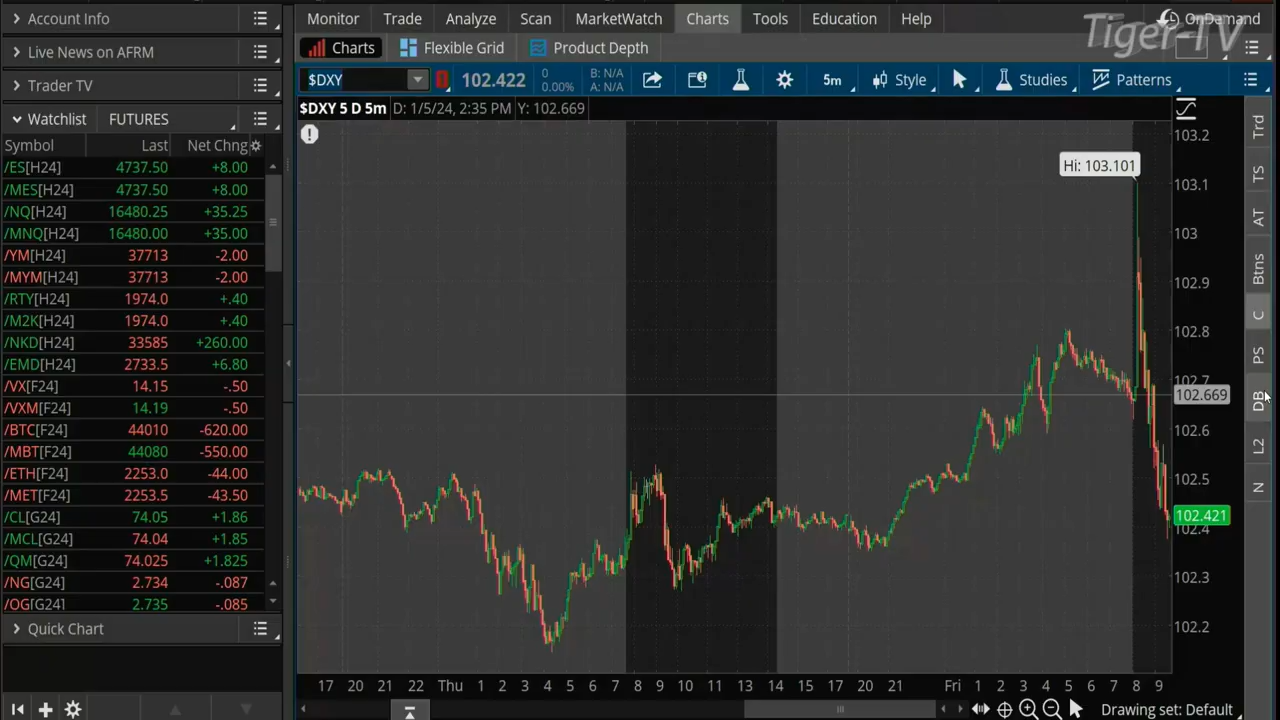 Account Info
Monitor Trade Analyze Scan MarketWatch Charts Tools Education Help
OnDemand
Tiger-TV
Live News on AFRM
Charts Flexible Grid Product Depth
Trader TV
$DXY 102.422 0 0.00% B: N/A A: N/A 5m Style Studies Patterns
Watchlist FUTURES
$DXY 5 D 5m D: 1/5/24, 2:35 PM Y: 102.669
Symbol Last Net Chng
/ES[H24] 4737.50 +8.00
/MES[H24] 4737.50 +8.00
/NQ[H24] 16480.25 +35.25
/MNQ[H24] 16480.00 +35.00
/YM[H24] 37713 -2.00
/MYM[H24] 37713 -2.00
/RTY[H24] 1974.0 +.40
/M2K[H24] 1974.0 +.40
/NKD[H24] 33585 +260.00
/EMD[H24] 2733.5 +6.80
/VX[F24] 14.15 -.50
/VXM[F24] 14.19 -.50
/BTC[F24] 44010 -620.00
/MBT[F24] 44080 -550.00
/ETH[F24] 2253.0 -44.00
/MET[F24] 2253.5 -43.50
/CL[G24] 74.05 +1.86
/MCL[G24] 74.04 +1.85
/QM[G24] 74.025 +1.825
/NG[G24] 2.734 -.087
/QG[G24] 2.735 -.085
Quick Chart
Hi: 103.101
103.2
103.1
103
102.9
102.8
102.7
102.669
102.6
102.5
102.421
102.4
102.3
102.2
Trd
TS
AT
Btns
C
PS
DB
L2
N
17 20 21 22 Thu 1 2 3 4 5 6 7 8 9 10 11 12 13 14 15 17 20 21 Fri 1 2 3 4 5 6 7 8 9
Drawing set: Default